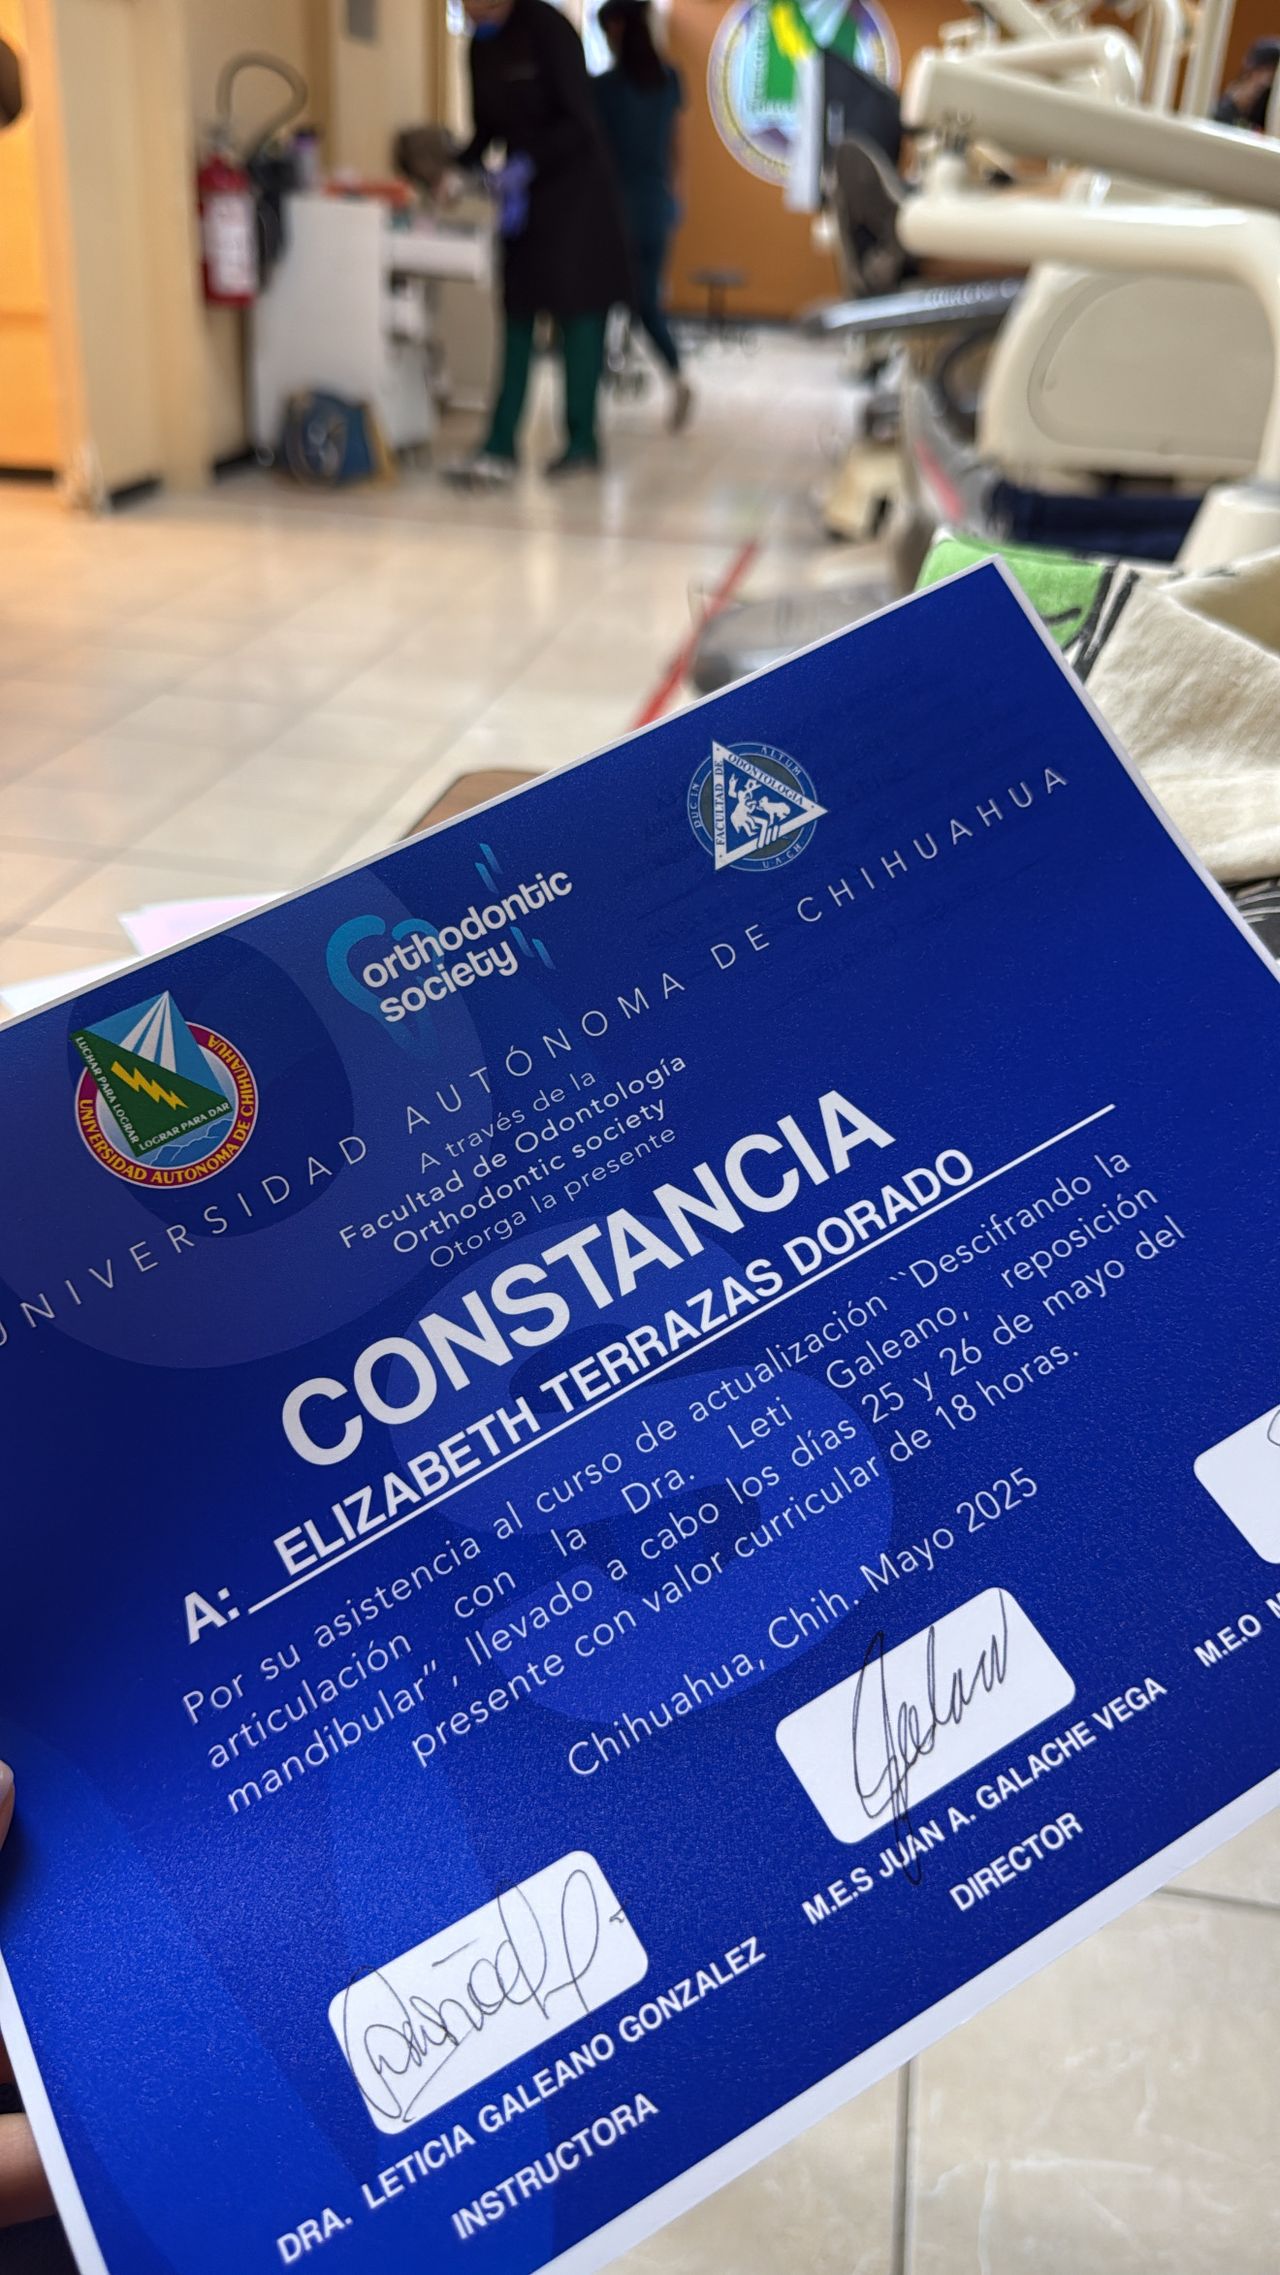 orthodontic
society
FACULTAD DE ODONTOLOGIA
DUC IN ALTUM
U.A.CH
LUCHAR PARA LOGRAR
LOGRAR PARA DAR
UNIVERSIDAD AUTONOMA DE CHIHUAHUA
UNIVERSIDAD AUTÓNOMA DE CHIHUAHUA
A través de la
Facultad de Odontología
Orthodontic society
Otorga la presente
CONSTANCIA
A: ELIZABETH TERRAZAS DORADO
Por su asistencia al curso de actualización ``Descifrando la
articulación con la Dra. Leti Galeano, reposición
mandibular”, llevado a cabo los días 25 y 26 de mayo del
presente con valor curricular de 18 horas.
Chihuahua, Chih. Mayo 2025
M.E.S JUAN A. GALACHE VEGA
DIRECTOR
M.E.O
DRA. LETICIA GALEANO GONZALEZ
INSTRUCTORA